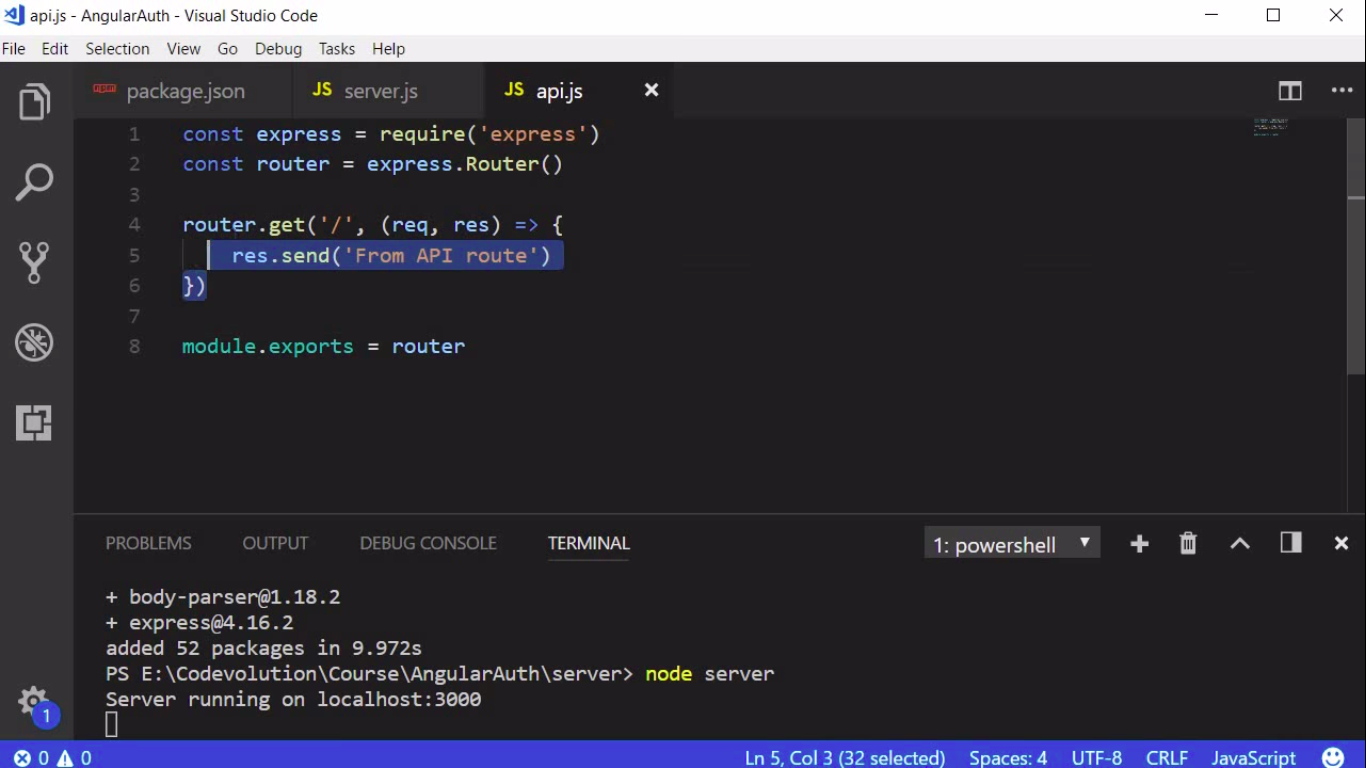 api.js - AngularAuth - Visual Studio Code
File Edit Selection View Go Debug Tasks Help
npm package.json JS server.js JS api.js
1 const express = require('express')
2 const router = express.Router()
3
4 router.get('/', (req, res) => {
5 res.send('From API route')
6 })
7
8 module.exports = router
PROBLEMS OUTPUT DEBUG CONSOLE TERMINAL 1: powershell
+ body-parser@1.18.2
+ express@4.16.2
added 52 packages in 9.972s
PS E:\Codevolution\Course\AngularAuth\server> node server
Server running on localhost:3000
1
0 0 Ln 5, Col 3 (32 selected) Spaces: 4 UTF-8 CRLF JavaScript